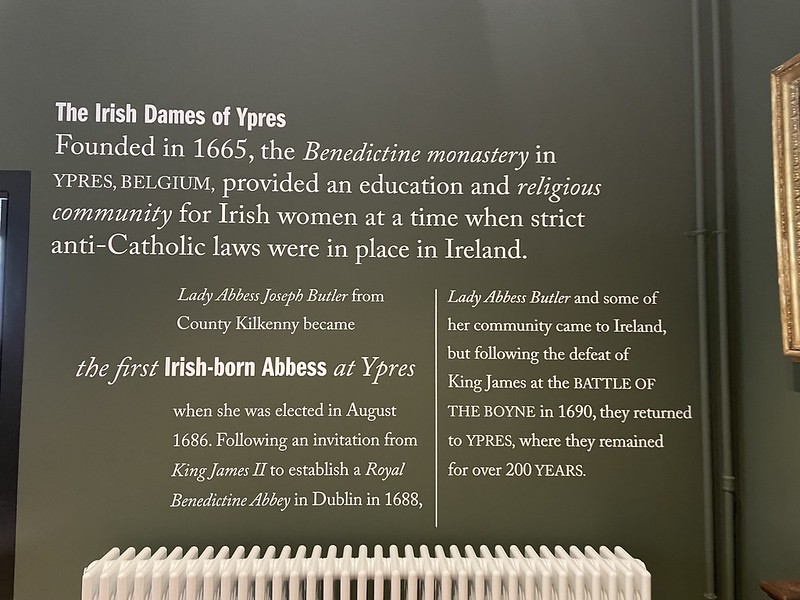 The Irish Dames of Ypres
Founded in 1665, the Benedictine monastery in
YPRES, BELGIUM, provided an education and religious
community for Irish women at a time when strict
anti-Catholic laws were in place in Ireland.
Lady Abbess Joseph Butler from
County Kilkenny became
the first Irish-born Abbess at Ypres
when she was elected in August
1686. Following an invitation from
King James II to establish a Royal
Benedictine Abbey in Dublin in 1688,
Lady Abbess Butler and some of
her community came to Ireland,
but following the defeat of
King James at the BATTLE OF
THE BOYNE in 1690, they returned
to YPRES, where they remained
for over 200 YEARS.